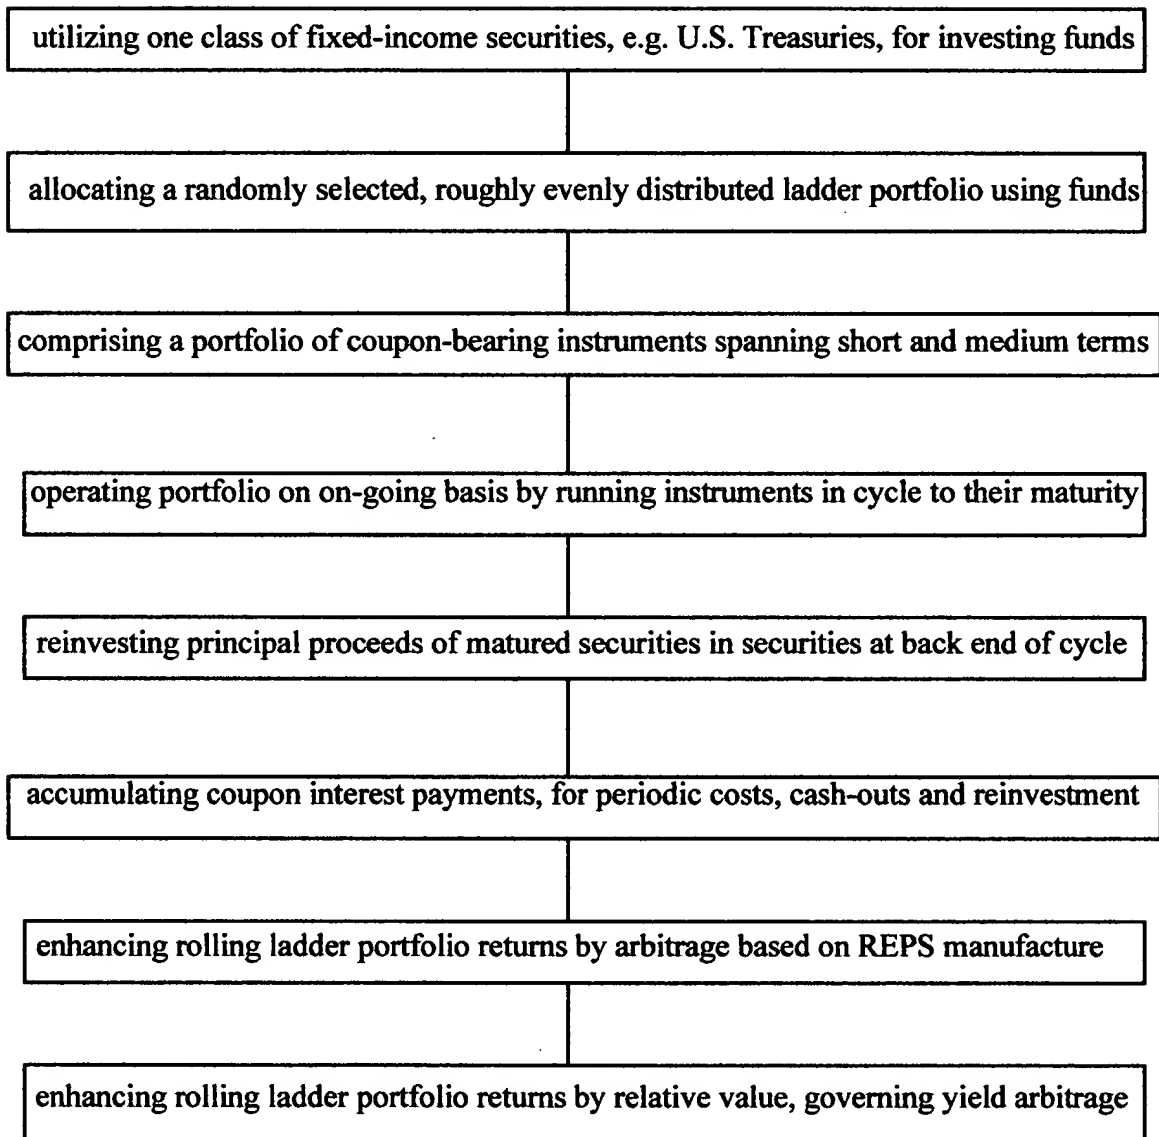 utilizing one class of fixed-income securities, e.g. U.S. Treasuries, for investing funds
allocating a randomly selected, roughly evenly distributed ladder portfolio using funds
comprising a portfolio of coupon-bearing instruments spanning short and medium terms
operating portfolio on on-going basis by running instruments in cycle to their maturity
reinvesting principal proceeds of matured securities in securities at back end of cycle
accumulating coupon interest payments, for periodic costs, cash-outs and reinvestment
enhancing rolling ladder portfolio returns by arbitrage based on REPS manufacture
enhancing rolling ladder portfolio returns by relative value, governing yield arbitrage